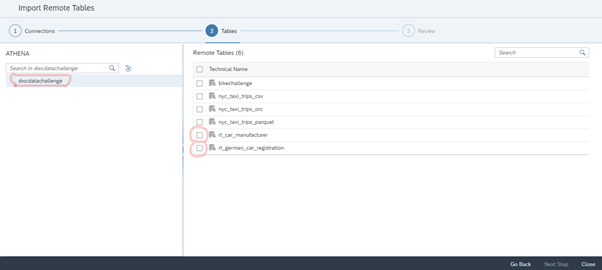 Import Remote Tables
1 Connections
2 Tables
3 Review
ATHENA
Search in dwcdatachallenge
dwcdatachallenge
Remote Tables (6)
Search
Technical Name
bikechallenge
nyc_taxi_trips_csv
nyc_taxi_trips_orc
nyc_taxi_trips_parquet
rt_car_manufacturer
rt_german_car_registration
Go Back
Next Step
Close